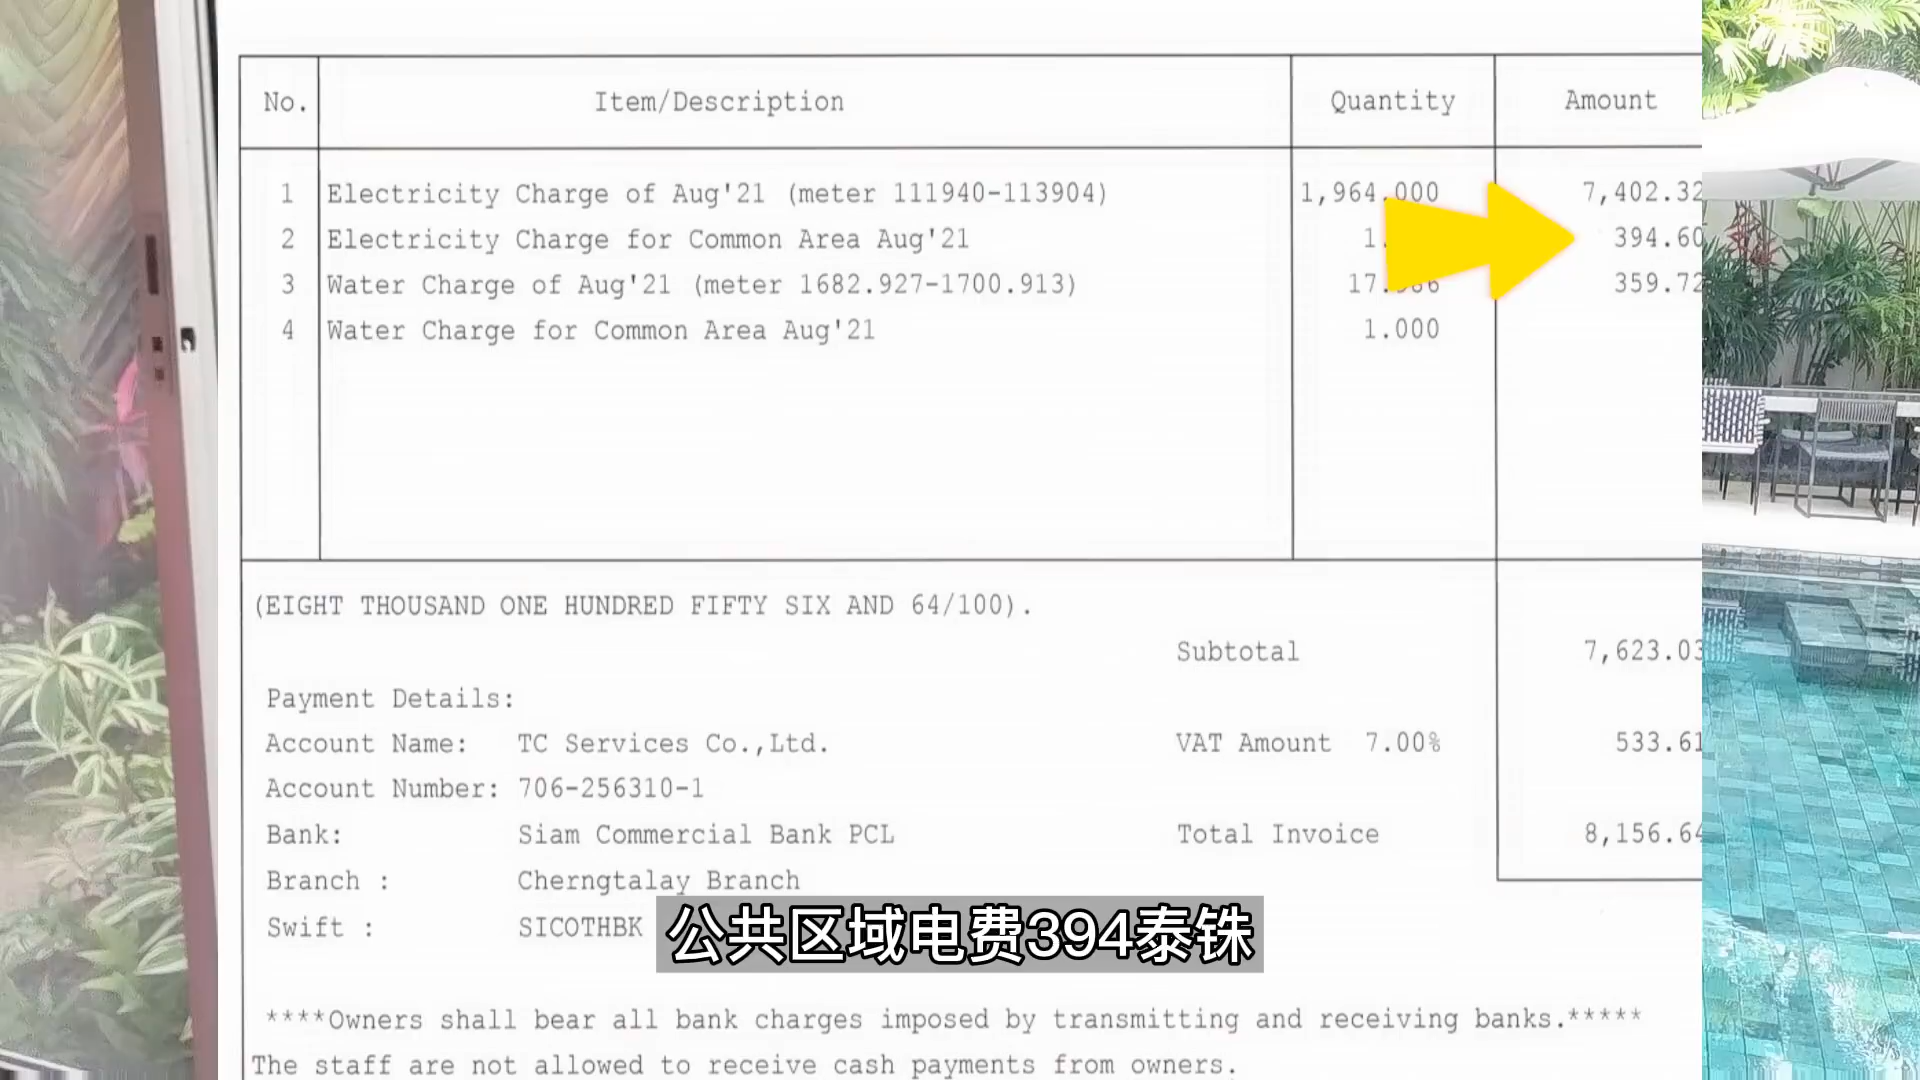 No. Item/Description Quantity Amount
1 Electricity Charge of Aug'21 (meter 111940-113904) 1,964.000 7,402.32
2 Electricity Charge for Common Area Aug'21 1. 394.60
3 Water Charge of Aug'21 (meter 1682.927-1700.913) 17.986 359.72
4 Water Charge for Common Area Aug'21 1.000
(EIGHT THOUSAND ONE HUNDRED FIFTY SIX AND 64/100).
Subtotal 7,623.03
Payment Details:
Account Name: TC Services Co.,Ltd. VAT Amount 7.00% 533.61
Account Number: 706-256310-1
Bank: Siam Commercial Bank PCL Total Invoice 8,156.64
Branch : Cherngtalay Branch
Swift : SICOTHBK
公共区域电费394泰铢
****Owners shall bear all bank charges imposed by transmitting and receiving banks.*****
The staff are not allowed to receive cash payments from owners.